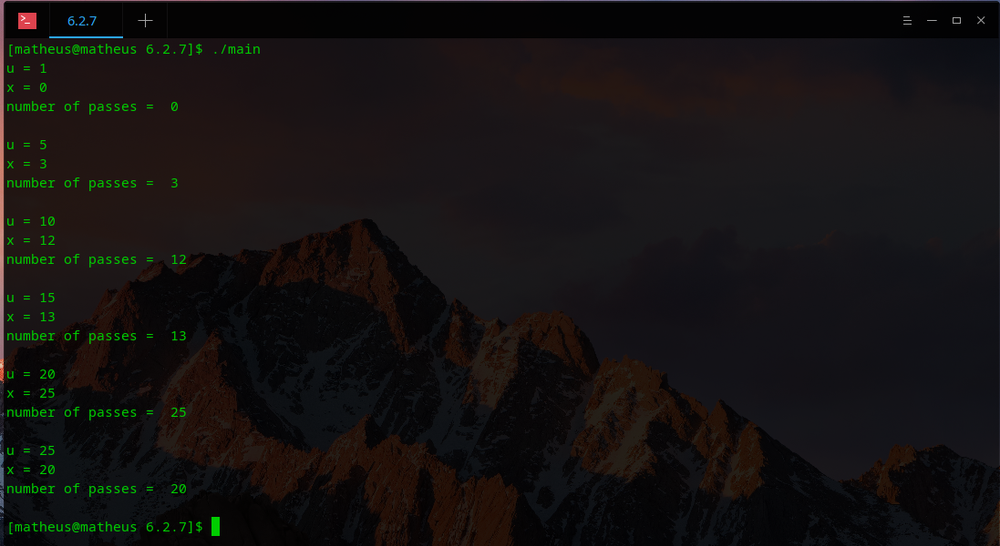 6.2.7
[matheus@matheus 6.2.7]$ ./main
u = 1
x = 0
number of passes =  0
u = 5
x = 3
number of passes =  3
u = 10
x = 12
number of passes =  12
u = 15
x = 13
number of passes =  13
u = 20
x = 25
number of passes =  25
u = 25
x = 20
number of passes =  20
[matheus@matheus 6.2.7]$